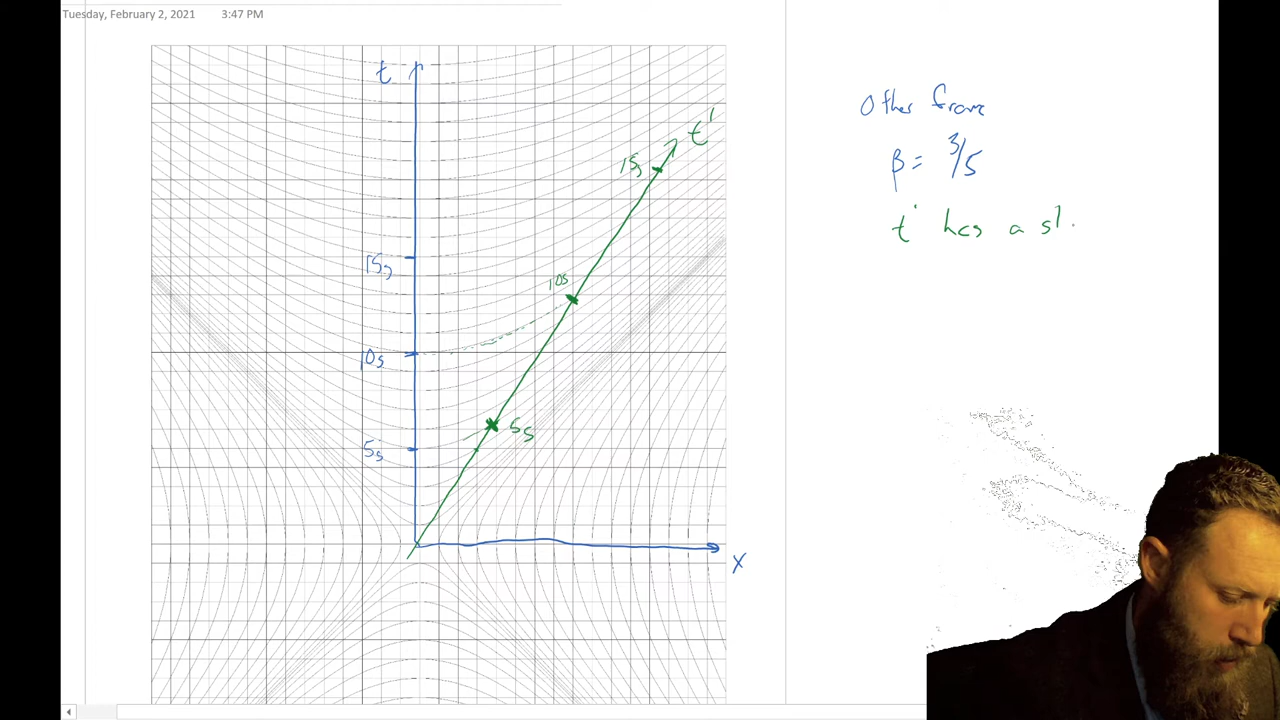 Tuesday, February 2, 2021 3:47 PM
t
t'
15s
10s
15s
10s
5s
5s
x
Other frame
β = 3/5
t' has a sl